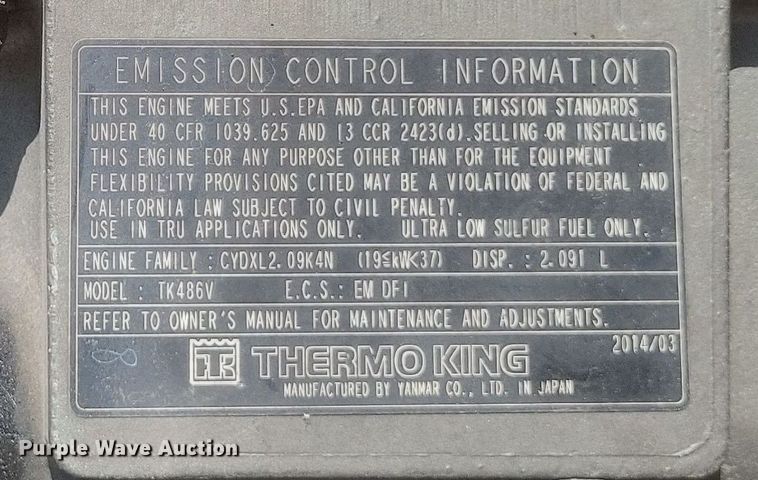 EMISSION CONTROL INFORMATION
THIS ENGINE MEETS U.S.EPA AND CALIFORNIA EMISSION STANDARDS
UNDER 40 CFR 1039.625 AND 13 CCR 2423(d).SELLING OR INSTALLING
THIS ENGINE FOR ANY PURPOSE OTHER THAN FOR THE EQUIPMENT
FLEXIBILITY PROVISIONS CITED MAY BE A VIOLATION OF FEDERAL AND
CALIFORNIA LAW SUBJECT TO CIVIL PENALTY.
USE IN TRU APPLICATIONS ONLY. ULTRA LOW SULFUR FUEL ONLY.
ENGINE FAMILY : CYDXL2.09K4N (19≦kW<37) DISP. : 2.091 L
MODEL : TK486V E.C.S.: EM DFI
REFER TO OWNER'S MANUAL FOR MAINTENANCE AND ADJUSTMENTS.
2014/03
TK THERMO KING
MANUFACTURED BY YANMAR CO., LTD. IN JAPAN
Purple Wave Auction